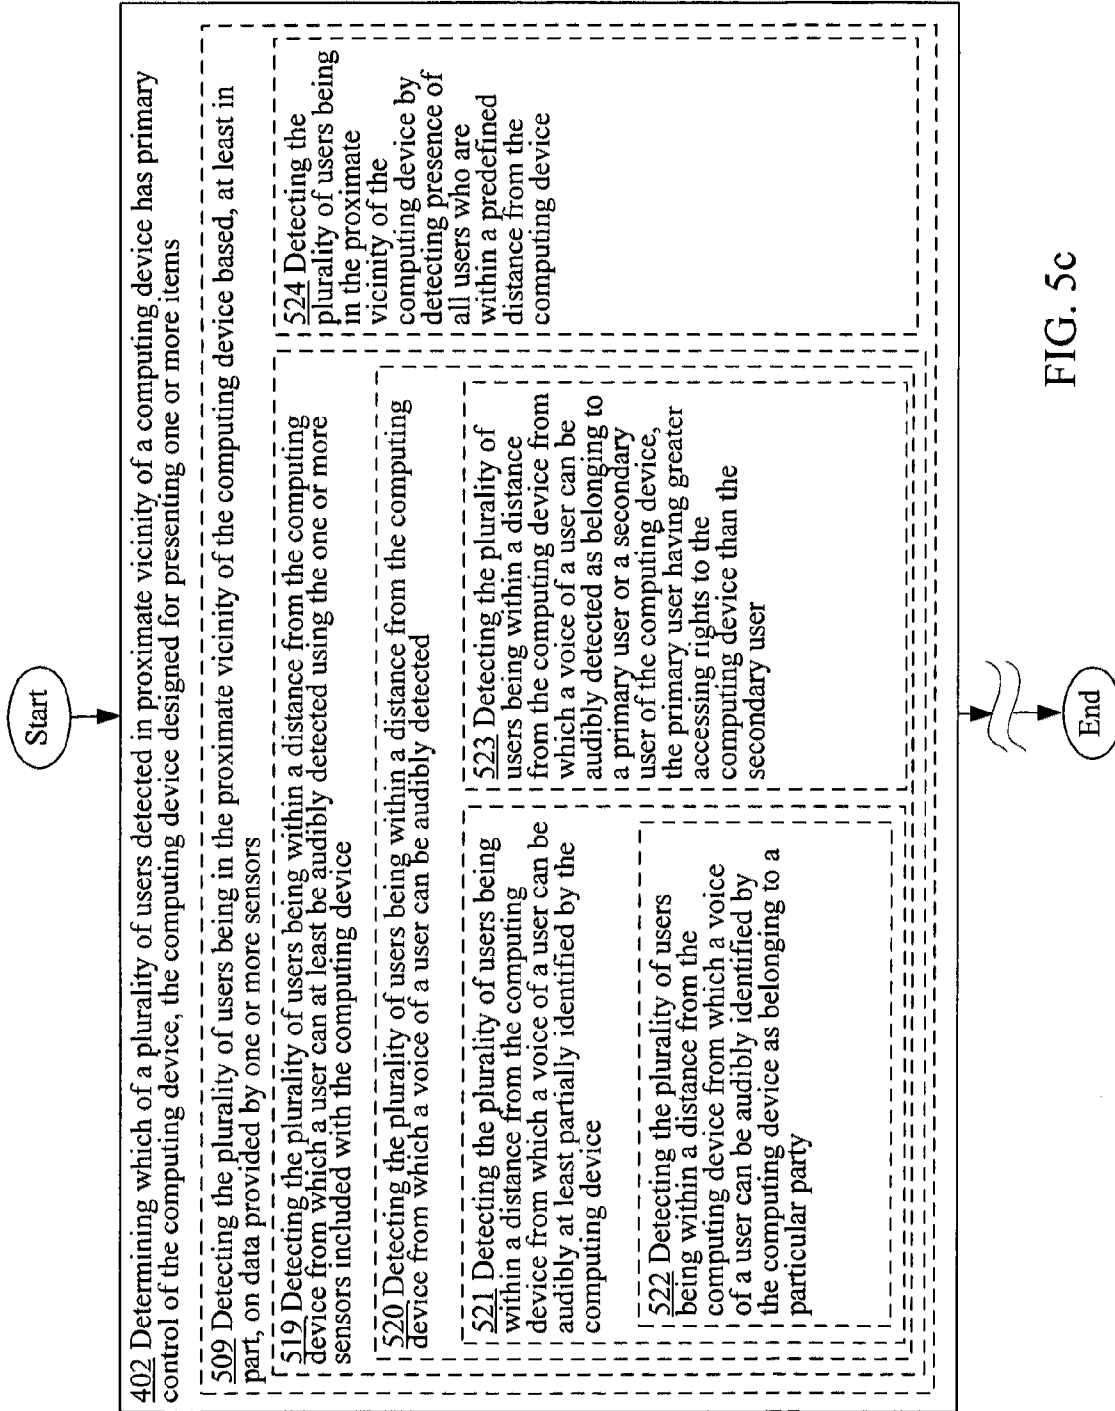 Start
402 Determining which of a plurality of users detected in proximate vicinity of a computing device has primary
control of the computing device, the computing device designed for presenting one or more items
509 Detecting the plurality of users being in the proximate vicinity of the computing device based, at least in
part, on data provided by one or more sensors
519 Detecting the plurality of users being within a distance from the computing
device from which a user can at least be audibly detected using the one or more
sensors included with the computing device
520 Detecting the plurality of users being within a distance from the computing
device from which a voice of a user can be audibly detected
521 Detecting the plurality of users being
within a distance from the computing
device from which a voice of a user can be
audibly at least partially identified by the
computing device
522 Detecting the plurality of users
being within a distance from the
computing device from which a voice
of a user can be audibly identified by
the computing device as belonging to a
particular party
523 Detecting the plurality of
users being within a distance
from the computing device from
which a voice of a user can be
audibly detected as belonging to
a primary user or a secondary
user of the computing device,
the primary user having greater
accessing rights to the
computing device than the
secondary user
524 Detecting the
plurality of users being
in the proximate
vicinity of the
computing device by
detecting presence of
all users who are
within a predefined
distance from the
computing device
End
FIG. 5c